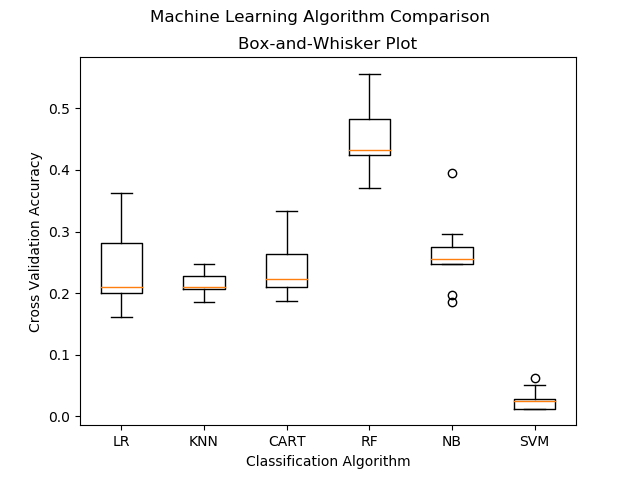 Machine Learning Algorithm Comparison
Box-and-Whisker Plot
Cross Validation Accuracy
0.5
0.4
0.3
0.2
0.1
0.0
LR KNN CART RF NB SVM
Classification Algorithm